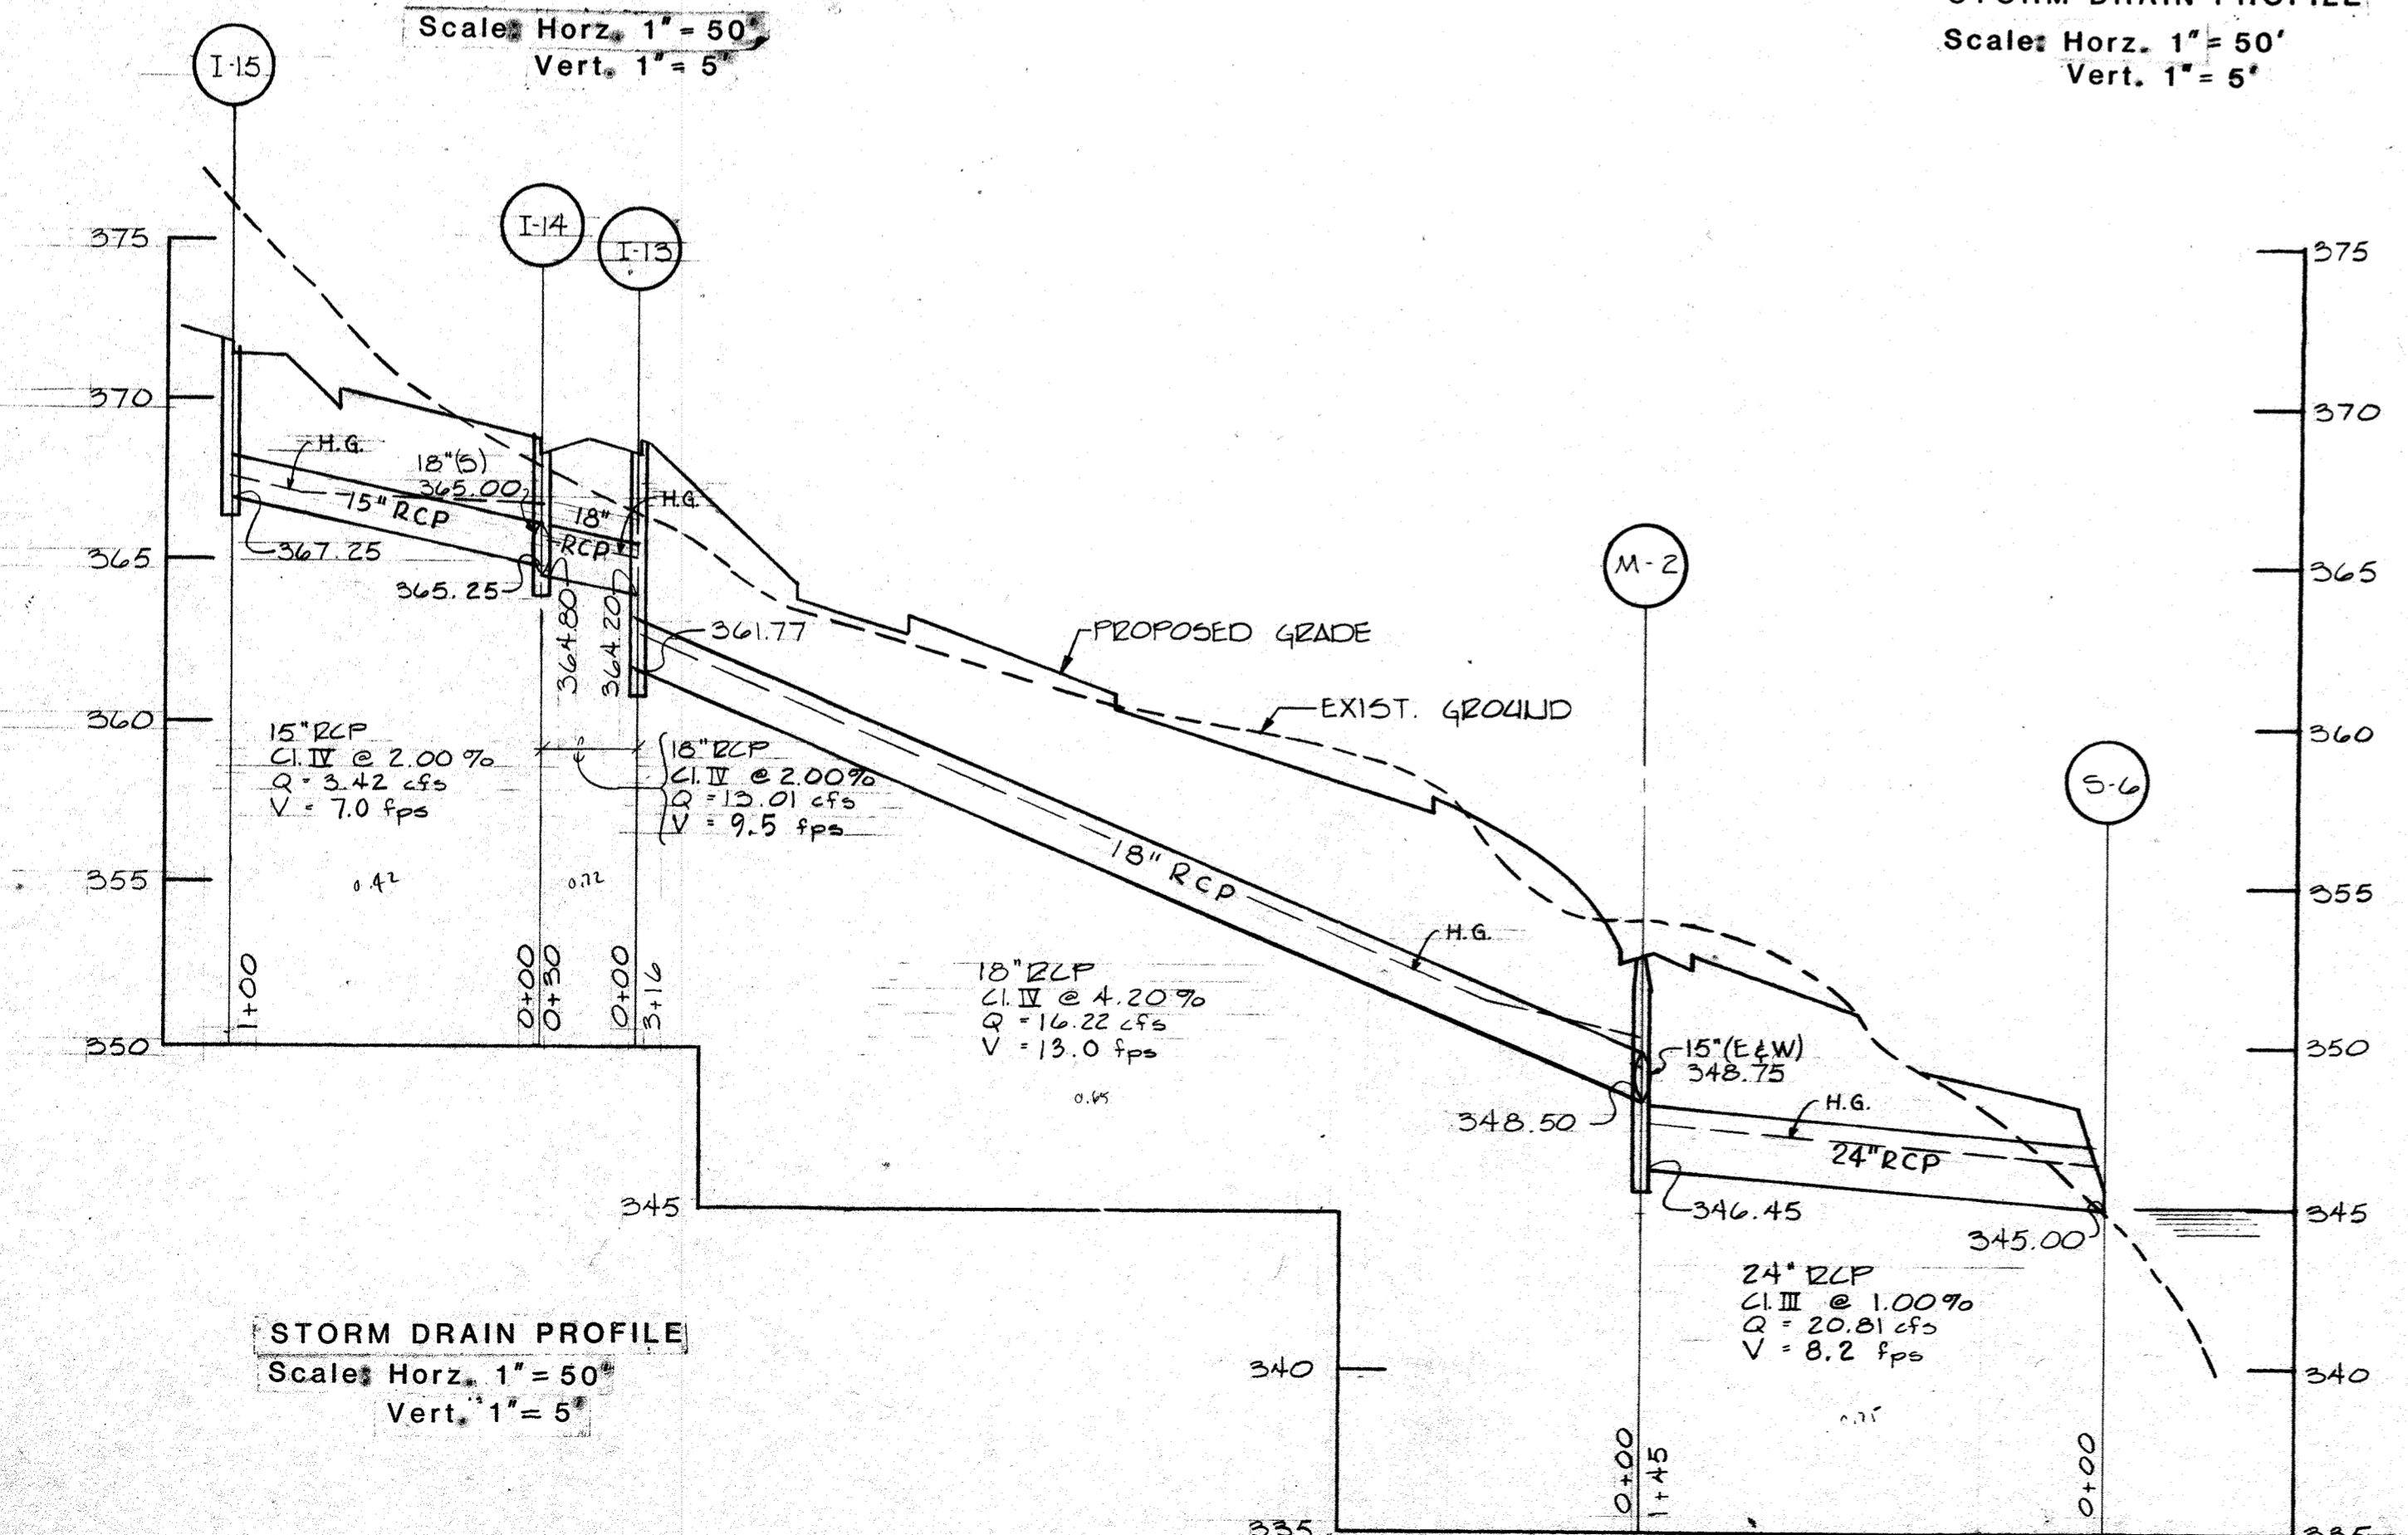 Scale: Horz. 1" = 50'
Vert. 1" = 5'
STORM DRAIN PROFILE
Scale: Horz. 1" = 50'
Vert. 1" = 5'
I-15
I-14
I-13
375
375
370
370
H.G.
18"(S)
365.00
15" RCP
18"
RCP
H.G.
367.25
365
365.25
364.80
364.20
361.77
M-2
365
PROPOSED GRADE
EXIST. GROUND
360
360
15" RCP
Cl. IV @ 2.00%
Q = 3.42 cfs
V = 7.0 fps
18" RCP
Cl. IV @ 2.00%
Q = 13.01 cfs
V = 9.5 fps
S-6
355
0.42
0.72
18" RCP
355
H.G.
1+00
0+00
0+30
0+00
3+16
18" RCP
Cl. IV @ 4.20%
Q = 16.22 cfs
V = 13.0 fps
0.65
350
15" (E&W)
348.75
350
348.50
H.G.
24" RCP
346.45
345.00
345
345
24" RCP
Cl. III @ 1.00%
Q = 20.81 cfs
V = 8.2 fps
STORM DRAIN PROFILE
Scale: Horz. 1" = 50'
Vert. 1" = 5'
340
340
0+00
1+45
0+00
335
335